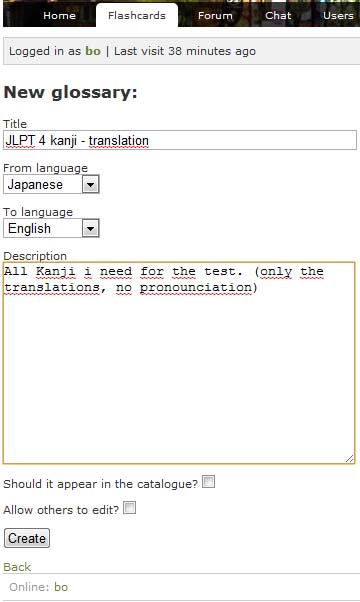 Home Flashcards Forum Chat Users
Logged in as bo | Last visit 38 minutes ago
New glossary:
Title
JLPT 4 kanji - translation
From language
Japanese
To language
English
Description
All Kanji i need for the test. (only the
translations, no pronounciation)
Should it appear in the catalogue?
Allow others to edit?
Create
Back
Online: bo